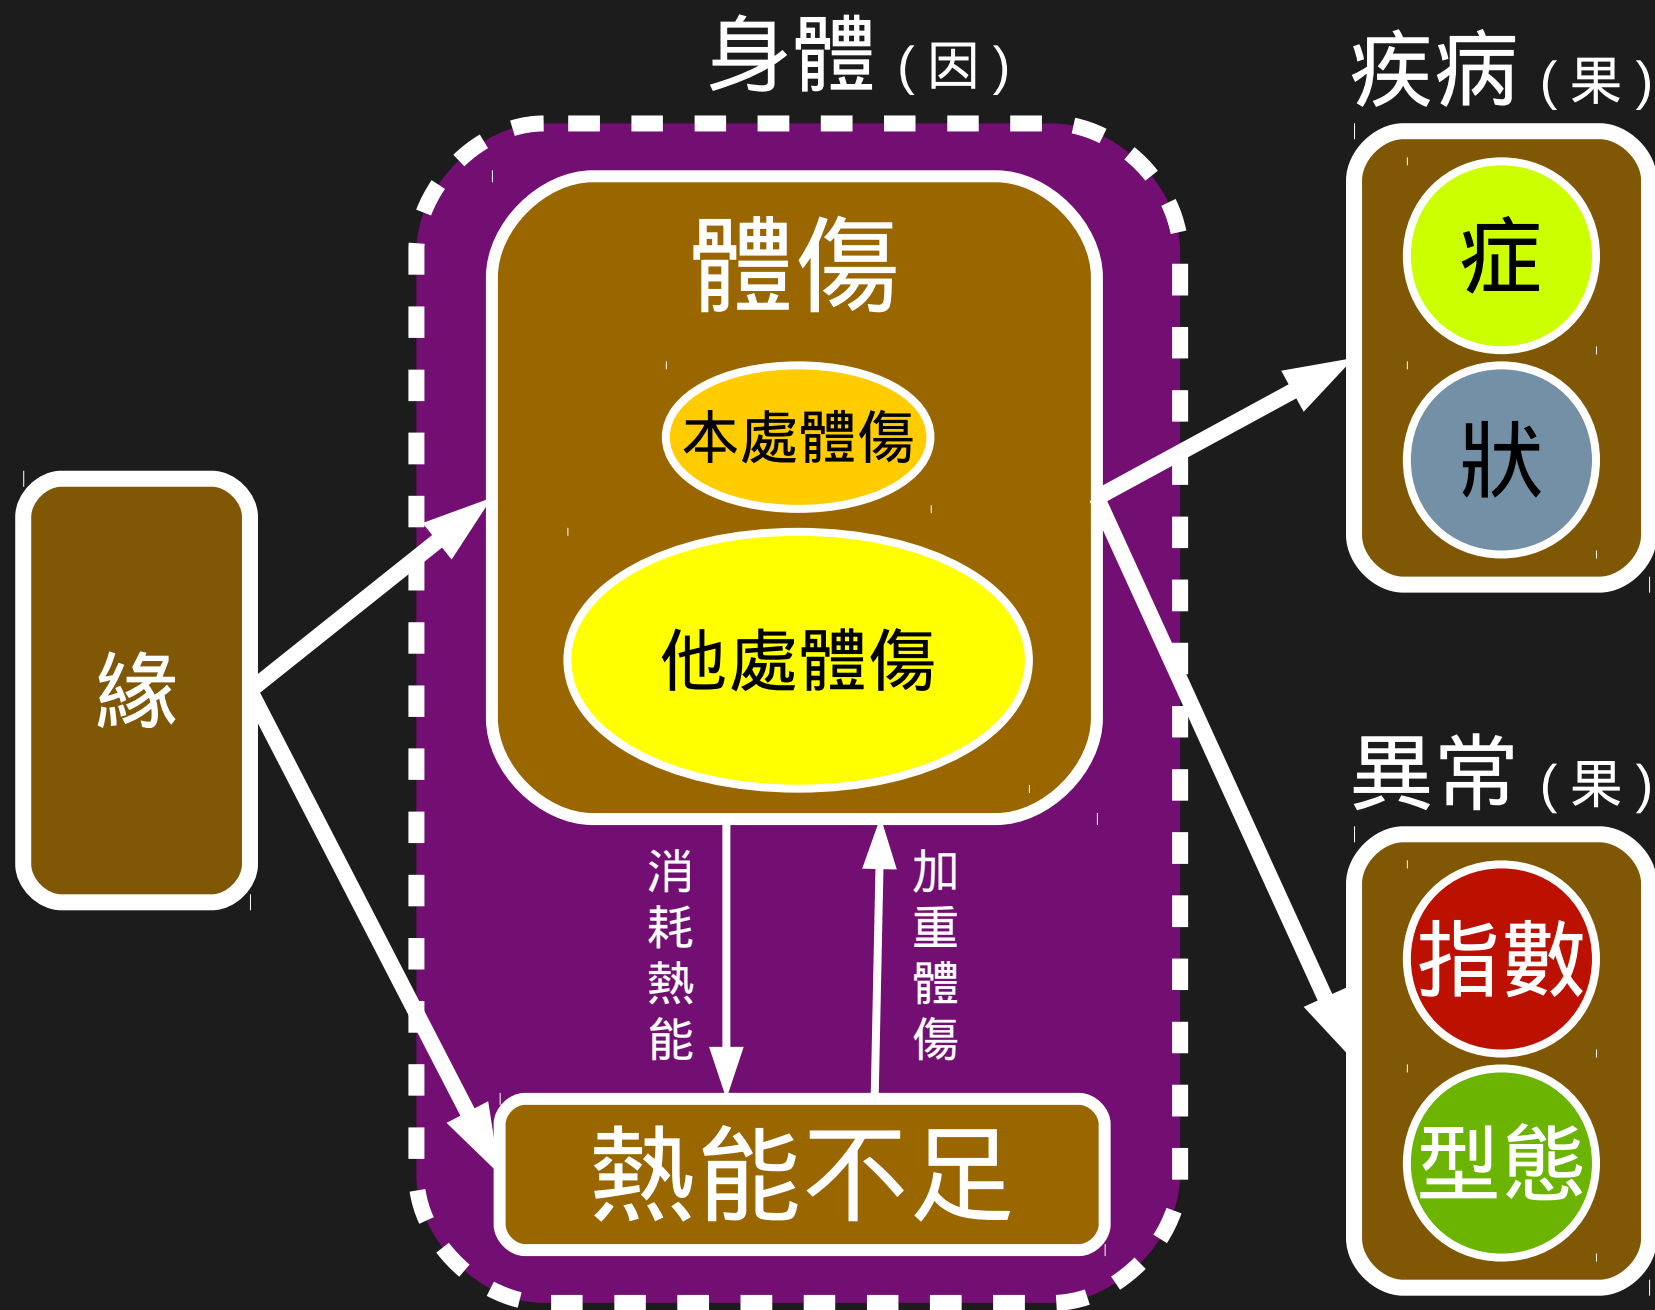 身體（因）
疾病（果）
體傷
症
本處體傷
狀
他處體傷
緣
異常（果）
消耗熱能
加重體傷
指數
型態
熱能不足